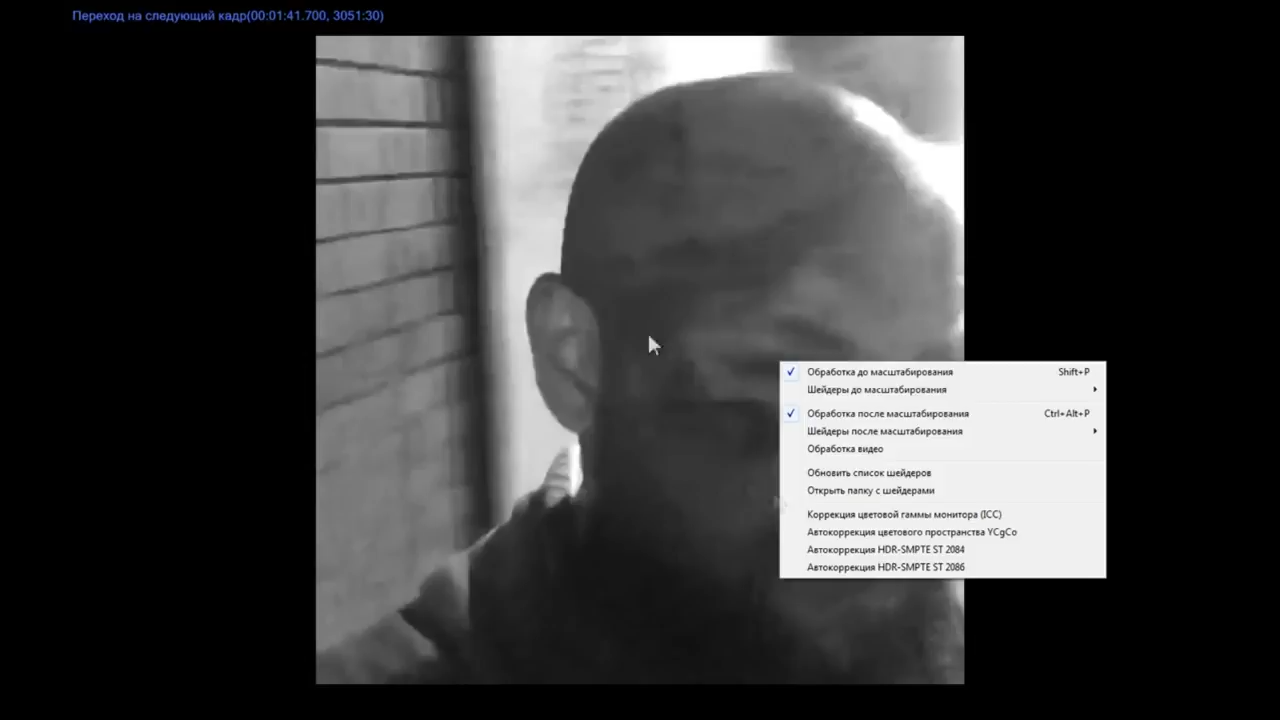 Переход на следующий кадр(00:01:41.700, 3051:30)
Обработка до масштабирования Shift+P
Шейдеры до масштабирования
Обработка после масштабирования Ctrl+Alt+P
Шейдеры после масштабирования
Обработка видео
Обновить список шейдеров
Открыть папку с шейдерами
Коррекция цветовой гаммы монитора (ICC)
Автокоррекция цветового пространства YCgCo
Автокоррекция HDR-SMPTE ST 2084
Автокоррекция HDR-SMPTE ST 2086